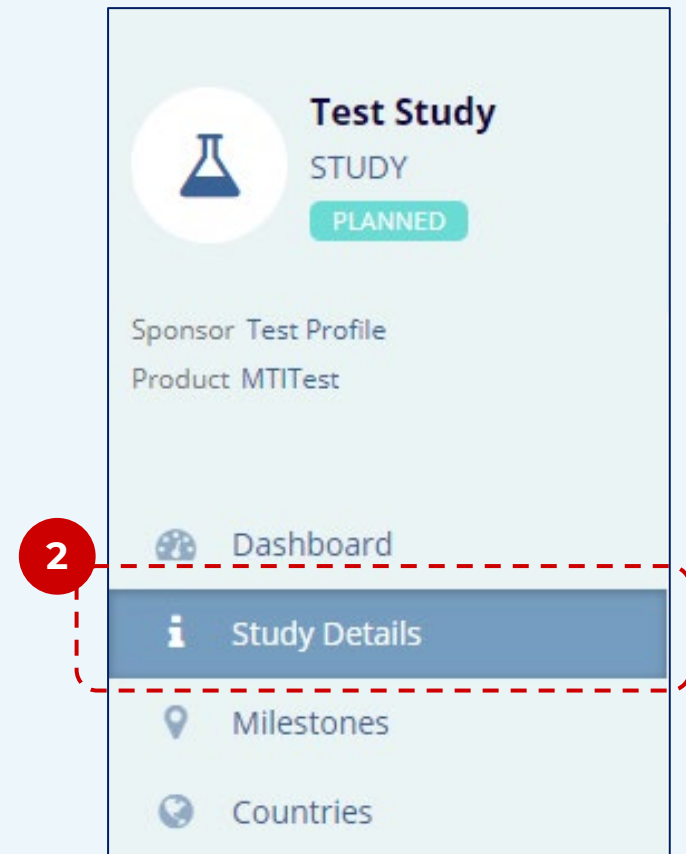 Test Study
STUDY
PLANNED
Sponsor Test Profile
Product MTITest
Dashboard
2
Study Details
Milestones
Countries